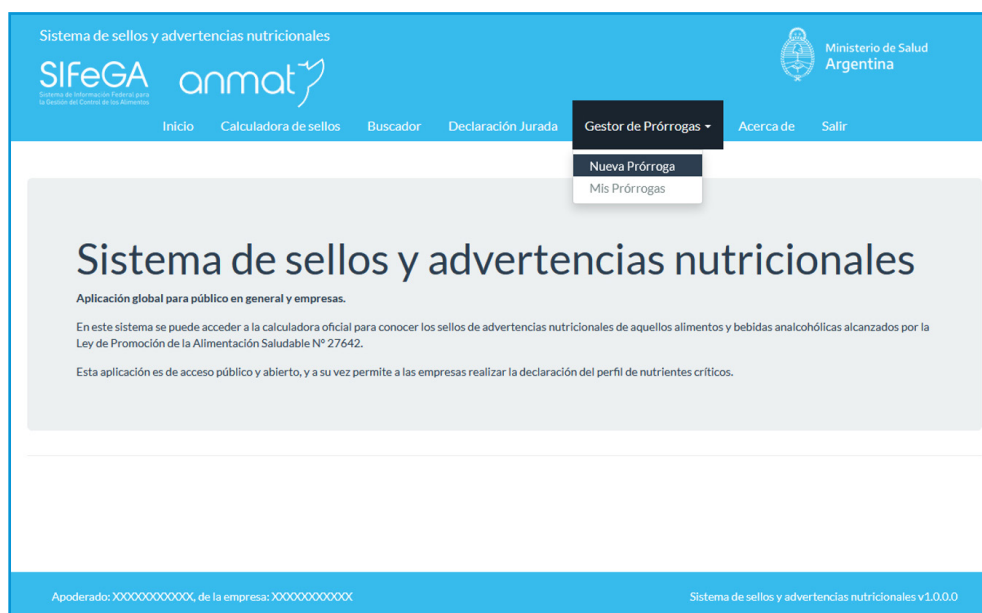 Sistema de sellos y advertencias nutricionales
SIFeGA
Sistema de Información Federal para
la Gestión del Control de los Alimentos
anmat
Ministerio de Salud
Argentina
Inicio Calculadora de sellos Buscador Declaración Jurada Gestor de Prórrogas Acerca de Salir
Nueva Prórroga
Mis Prórrogas
Sistema de sellos y advertencias nutricionales
Aplicación global para público en general y empresas.
En este sistema se puede acceder a la calculadora oficial para conocer los sellos de advertencias nutricionales de aquellos alimentos y bebidas analcohólicas alcanzados por la
Ley de Promoción de la Alimentación Saludable Nº 27642.
Esta aplicación es de acceso público y abierto, y a su vez permite a las empresas realizar la declaración del perfil de nutrientes críticos.
Apoderado: XXXXXXXXXXX, de la empresa: XXXXXXXXXXX
Sistema de sellos y advertencias nutricionales v1.0.0.0